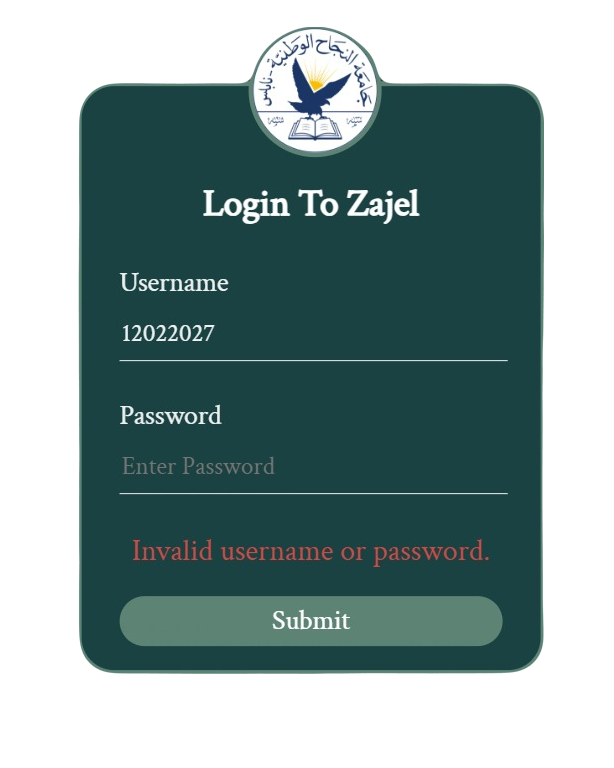 جامعة النجاح الوطنية - نابلس
Login To Zajel
Username
12022027
Password
Enter Password
Invalid username or password.
Submit